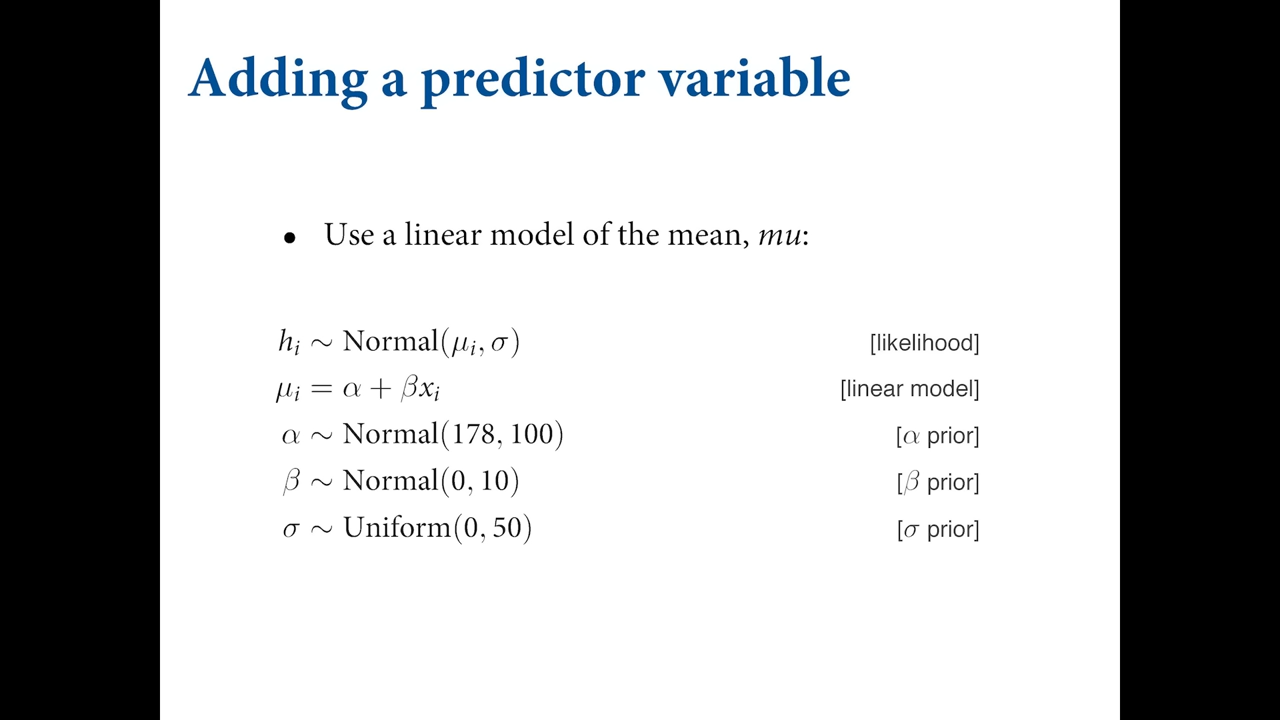 Adding a predictor variable
• Use a linear model of the mean, mu:
hᵢ ∼ Normal(μᵢ, σ) [likelihood]
μᵢ = α + βxᵢ [linear model]
α ∼ Normal(178, 100) [α prior]
β ∼ Normal(0, 10) [β prior]
σ ∼ Uniform(0, 50) [σ prior]